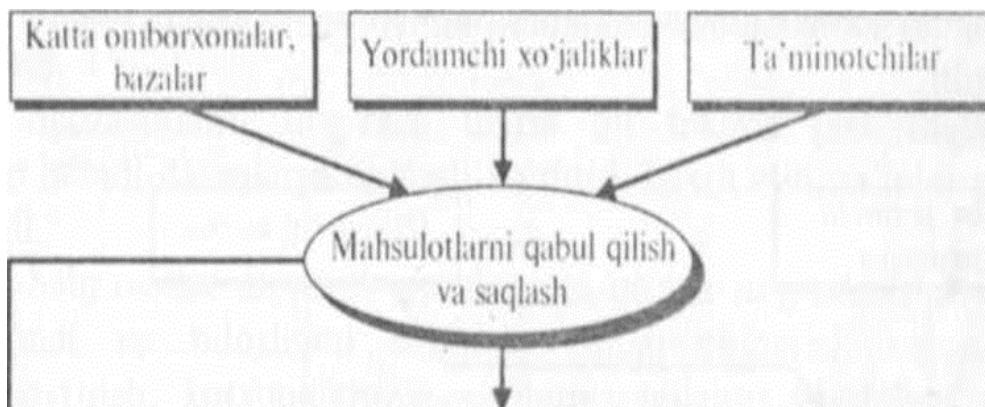 Katta omborxonalar,
bazalar
Yordamchi xo‘jaliklar
Ta’minotchilar
Mahsulotlarni qabul qilish
va saqlash